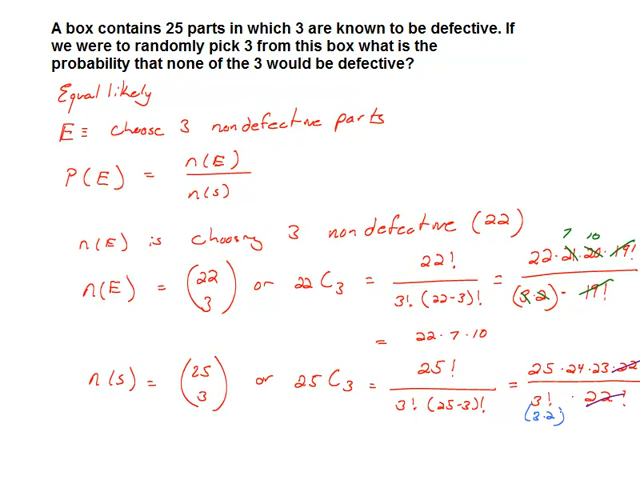 A box contains 25 parts in which 3 are known to be defective. If
we were to randomly pick 3 from this box what is the
probability that none of the 3 would be defective?
Equal likely
E ≡ choose 3 nondefective parts
P(E) = n(E) / n(s)
n(E) is choosing 3 nondefective (22)
n(E) = (22 3) or 22 C 3 = 22! / 3! (22-3)! = 22 · 21 · 20 · 19! / (3·2) · 19!
7 10
= 22 · 7 · 10
n(s) = (25 3) or 25 C 3 = 25! / 3! (25-3)! = 25 · 24 · 23 · 22 / 3! · 22!
(3·2)